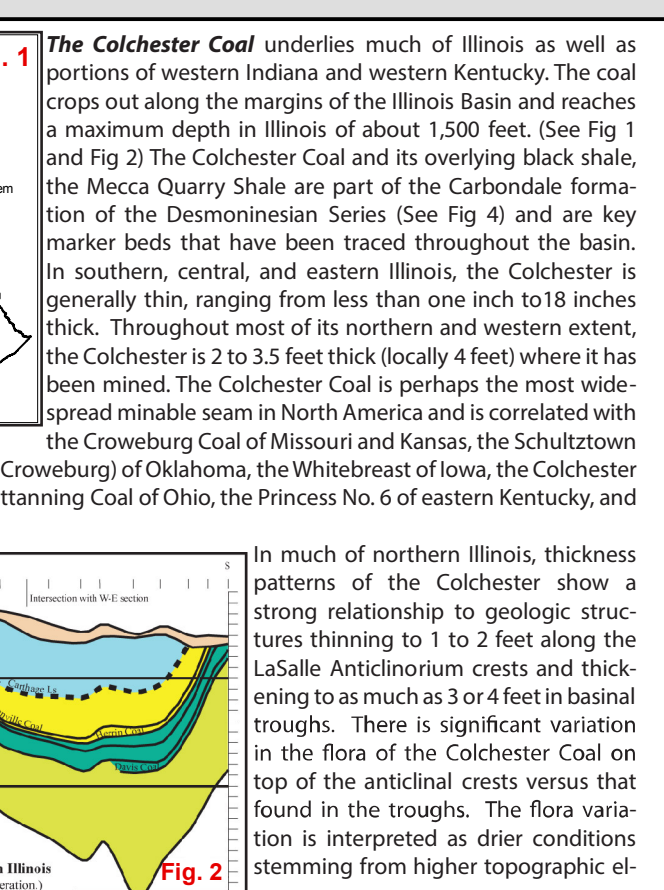 . 1
The Colchester Coal underlies much of Illinois as well as
portions of western Indiana and western Kentucky. The coal
crops out along the margins of the Illinois Basin and reaches
a maximum depth in Illinois of about 1,500 feet. (See Fig 1
and Fig 2) The Colchester Coal and its overlying black shale,
the Mecca Quarry Shale are part of the Carbondale forma-
tion of the Desmoninesian Series (See Fig 4) and are key
marker beds that have been traced throughout the basin.
In southern, central, and eastern Illinois, the Colchester is
generally thin, ranging from less than one inch to18 inches
thick. Throughout most of its northern and western extent,
the Colchester is 2 to 3.5 feet thick (locally 4 feet) where it has
been mined. The Colchester Coal is perhaps the most wide-
spread minable seam in North America and is correlated with
the Croweburg Coal of Missouri and Kansas, the Schultztown
Croweburg) of Oklahoma, the Whitebreast of Iowa, the Colchester
ttanning Coal of Ohio, the Princess No. 6 of eastern Kentucky, and
em
S
Intersection with W-E section
Carthage Ls
nville Coal
Herrin Coal
Davis Coal
n Illinois
eration.)
Fig. 2
In much of northern Illinois, thickness
patterns of the Colchester show a
strong relationship to geologic struc-
tures thinning to 1 to 2 feet along the
LaSalle Anticlinorium crests and thick-
ening to as much as 3 or 4 feet in basinal
troughs. There is significant variation
in the flora of the Colchester Coal on
top of the anticlinal crests versus that
found in the troughs. The flora varia-
tion is interpreted as drier conditions
stemming from higher topographic el-